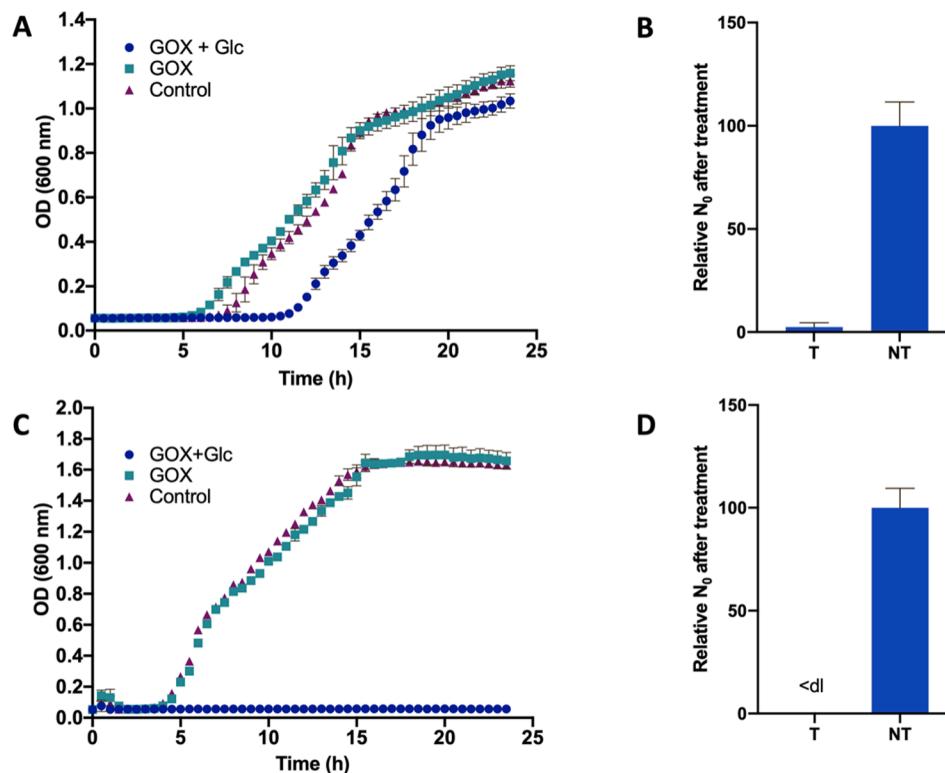 A
GOX + Glc
GOX
Control
OD (600 nm)
1.4
1.2
1.0
0.8
0.6
0.4
0.2
0.0
0 5 10 15 20 25
Time (h)
B
Relative N0 after treatment
150
100
50
0
T NT
C
GOX+Glc
GOX
Control
OD (600 nm)
2.0
1.8
1.6
1.4
1.2
1.0
0.8
0.6
0.4
0.2
0.0
0 5 10 15 20 25
Time (h)
D
Relative N0 after treatment
150
100
50
0
<dl
T NT